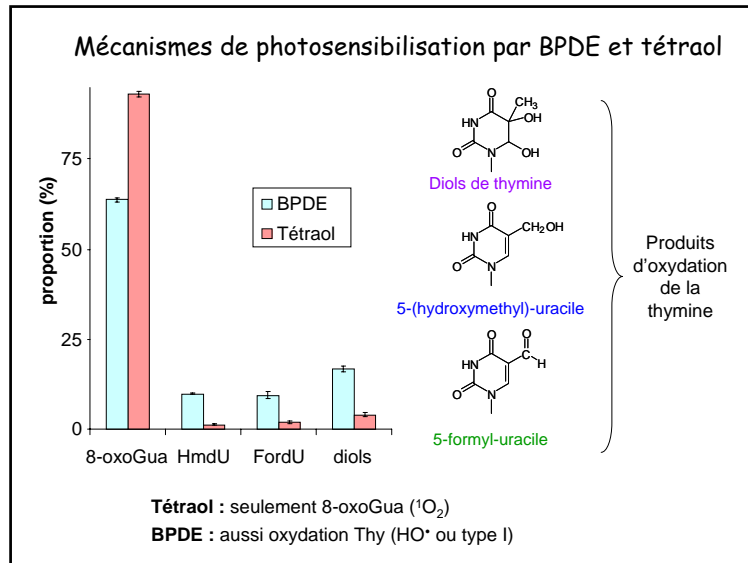 Mécanismes de photosensibilisation par BPDE et tétraol
proportion (%)
75
50
25
0
BPDE
Tétraol
8-oxoGua HmdU FordU diols
O
CH₃
HN
OH
O
N
OH
Diols de thymine
O
HN
CH₂OH
O
N
5-(hydroxymethyl)-uracile
O
O
HN
H
O
N
5-formyl-uracile
Produits
d'oxydation
de la
thymine
Tétraol : seulement 8-oxoGua (¹O₂)
BPDE : aussi oxydation Thy (HO• ou type I)